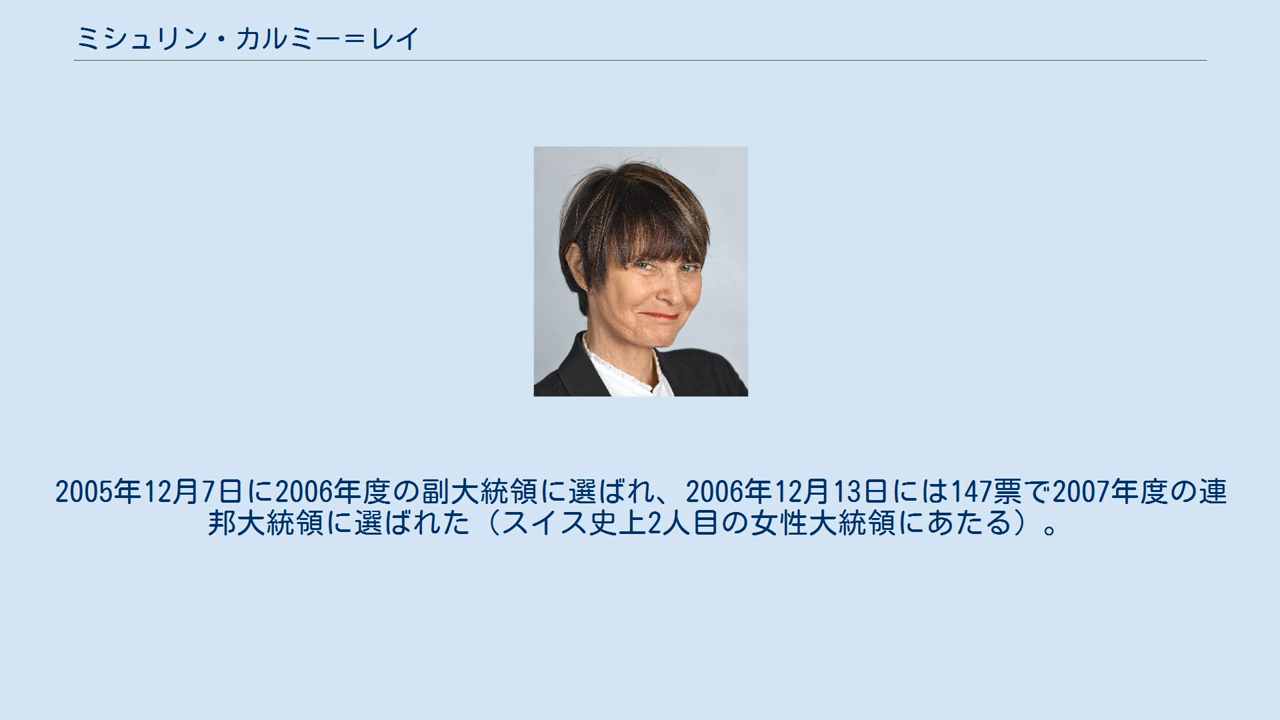 ミシュリン・カルミー＝レイ
2005年12月7日に2006年度の副大統領に選ばれ、2006年12月13日には147票で2007年度の連
邦大統領に選ばれた（スイス史上2人目の女性大統領にあたる）。